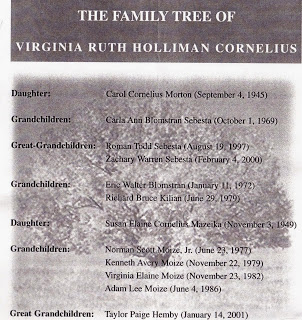 THE FAMILY TREE OF
VIRGINIA RUTH HOLLIMAN CORNELIUS
Daughter: Carol Cornelius Morton (September 4, 1945)
Grandchildren: Carla Ann Blomstran Sebesta (October 1, 1969)
Great-Grandchildren: Roman Todd Sebesta (August 19, 1997)
Zachary Warren Sebesta (February 4, 2000)
Grandchildren: Eric Walter Blomstran (January 11, 1972)
Richard Bruce Kilian (June 29, 1979)
Daughter: Susan Elaine Cornelius Mazeika (November 3, 1949)
Grandchildren: Norman Scott Moize, Jr. (June 23, 1977)
Kenneth Avery Moize (November 22, 1979)
Virginia Elaine Moize (November 23, 1982)
Adam Lee Moize (June 4, 1986)
Great Grandchildren: Taylor Paige Hemby (January 14, 2001)